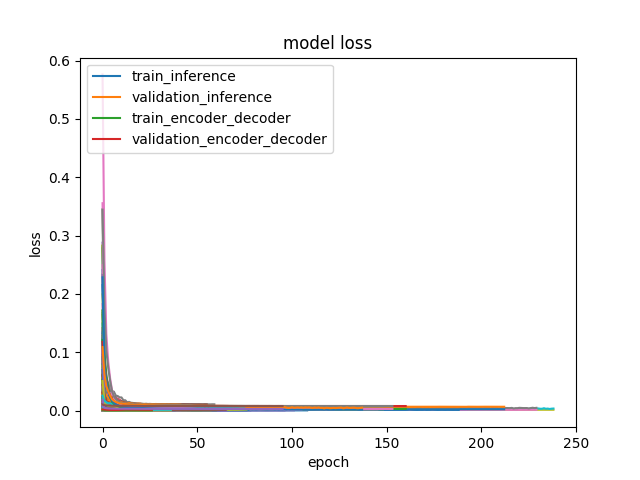 model loss
0.6
0.5
0.4
0.3
0.2
0.1
0.0
loss
train_inference
validation_inference
train_encoder_decoder
validation_encoder_decoder
0 50 100 150 200 250
epoch